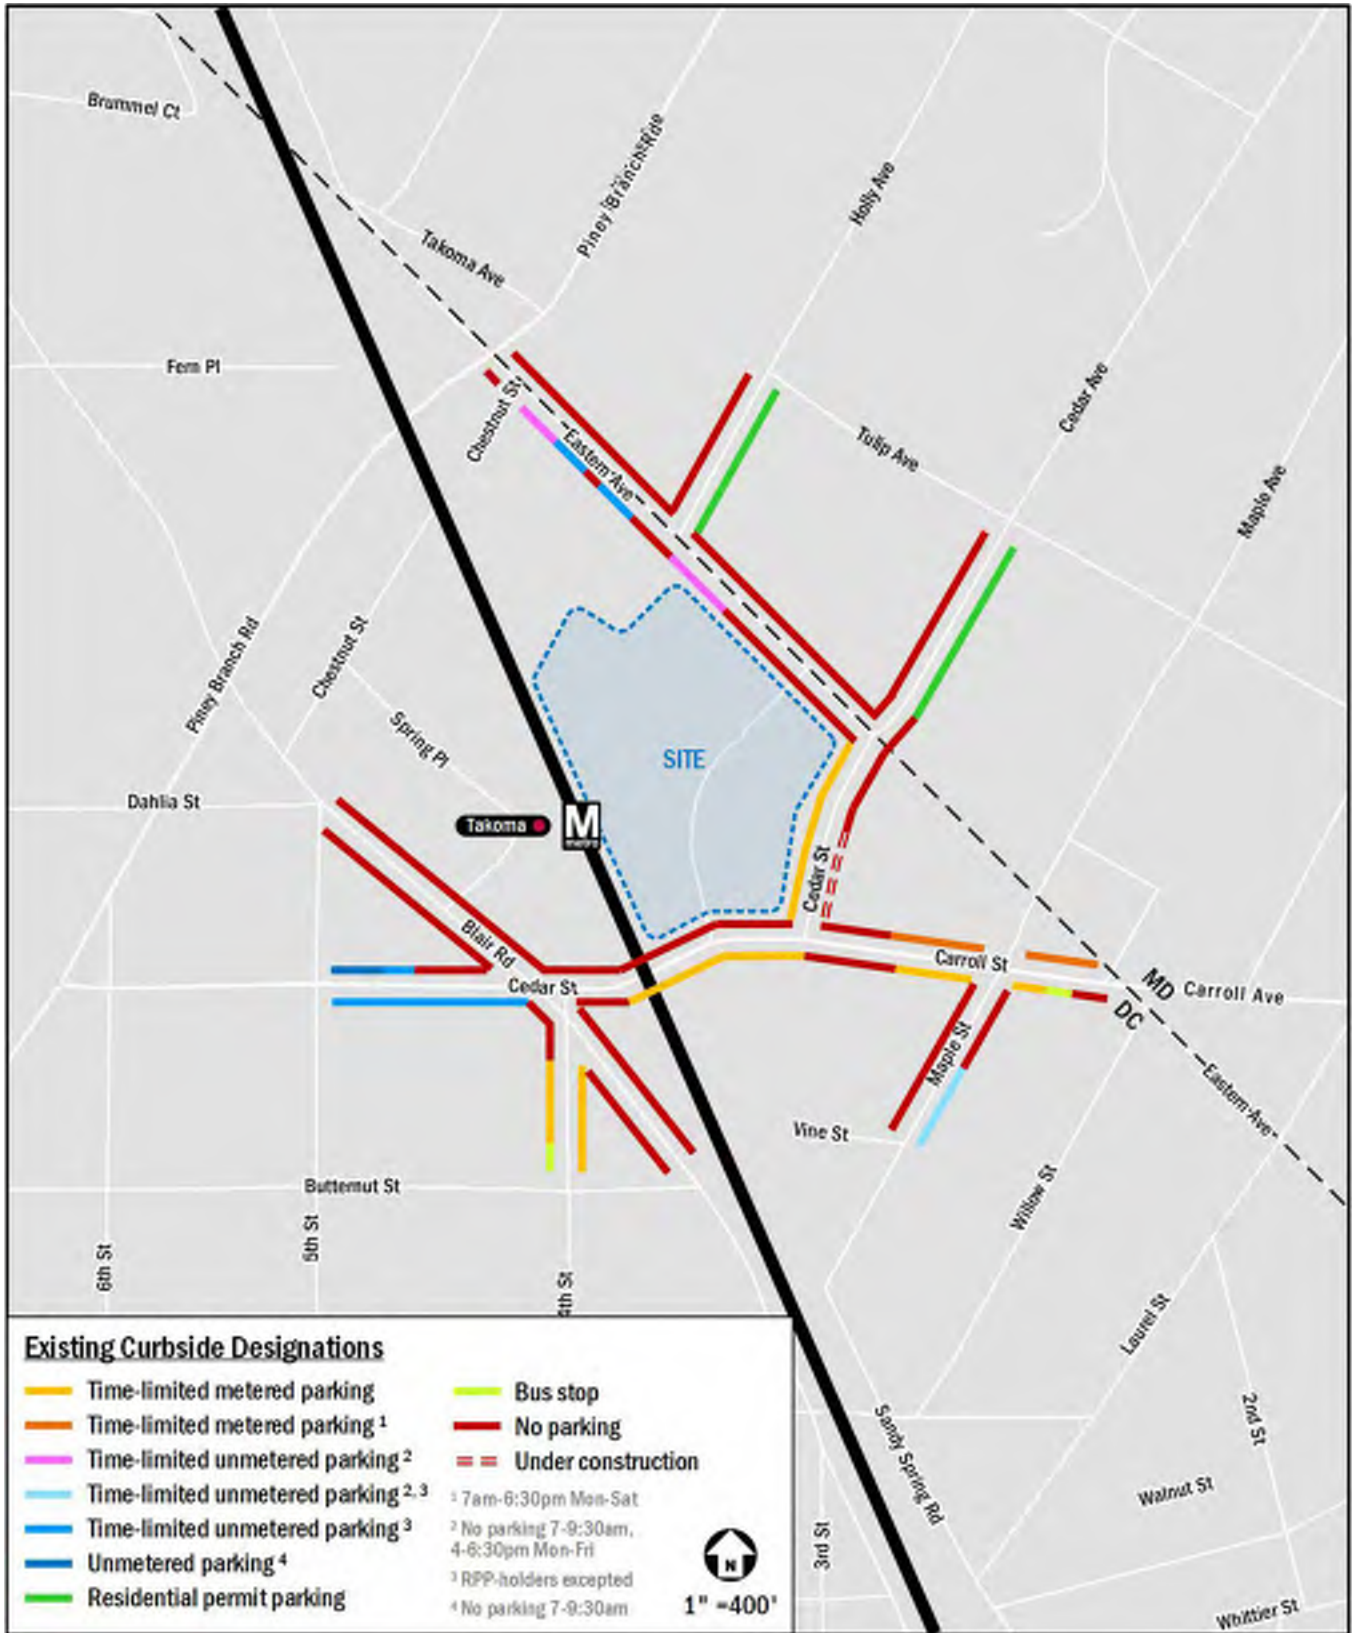 Brummel Ct
Takoma Ave
Holly Ave
Fern Pl
Chestnut St
Eastern Ave
Tulip Ave
Cedar Ave
Maple Ave
Piney Branch Rd
Chestnut St
Spring Pl
SITE
Dahlia St
Takoma
M
metro
Cedar St
Blair Rd
Cedar St
Carroll St
MD
DC
Carroll Ave
Maple St
Eastern Ave
Vine St
Willow St
Butternut St
6th St
5th St
4th St
Laurel St
2nd St
Sandy Spring Rd
Walnut St
3rd St
Whittier St
Existing Curbside Designations
Time-limited metered parking
Time-limited metered parking 1
Time-limited unmetered parking 2
Time-limited unmetered parking 2, 3
Time-limited unmetered parking 3
Unmetered parking 4
Residential permit parking
Bus stop
No parking
Under construction
1 7am-6:30pm Mon-Sat
2 No parking 7-9:30am,
4-6:30pm Mon-Fri
3 RPP-holders excepted
4 No parking 7-9:30am
N
1" =400'